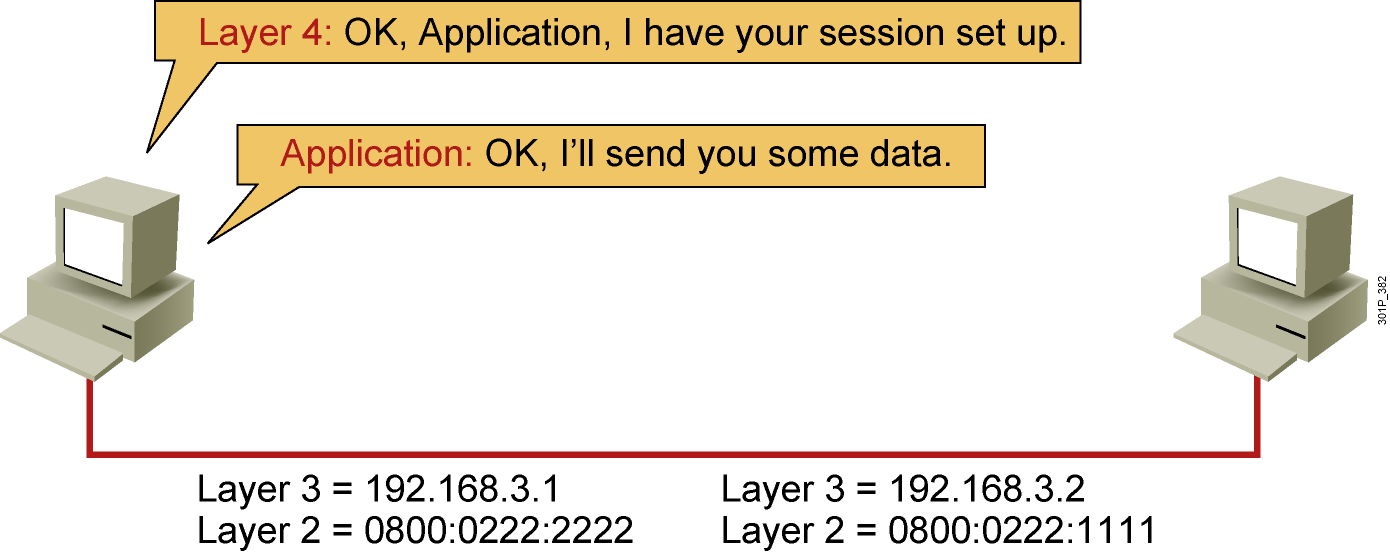 Layer 4: OK, Application, I have your session set up.
Application: OK, I’ll send you some data.
301P_382
Layer 3 = 192.168.3.1
Layer 2 = 0800:0222:2222
Layer 3 = 192.168.3.2
Layer 2 = 0800:0222:1111